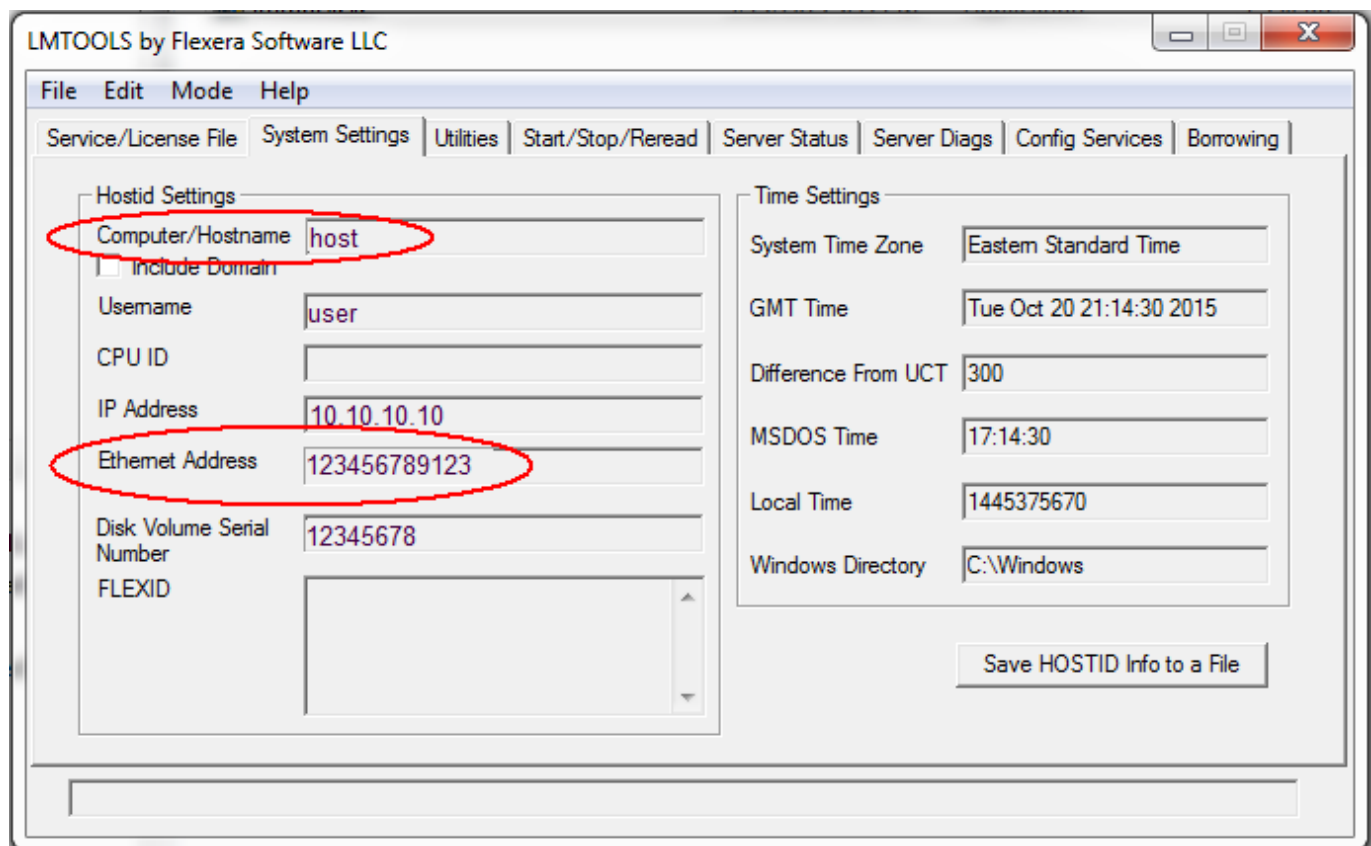 LMTOOLS by Flexera Software LLC
File Edit Mode Help
Service/License File System Settings Utilities Start/Stop/Reread Server Status Server Diags Config Services Borrowing
Hostid Settings
Computer/Hostname host
Include Domain
Username user
CPU ID
IP Address 10.10.10.10
Ethernet Address 123456789123
Disk Volume Serial
Number 12345678
FLEXID
Time Settings
System Time Zone Eastern Standard Time
GMT Time Tue Oct 20 21:14:30 2015
Difference From UCT 300
MSDOS Time 17:14:30
Local Time 1445375670
Windows Directory C:\Windows
Save HOSTID Info to a File